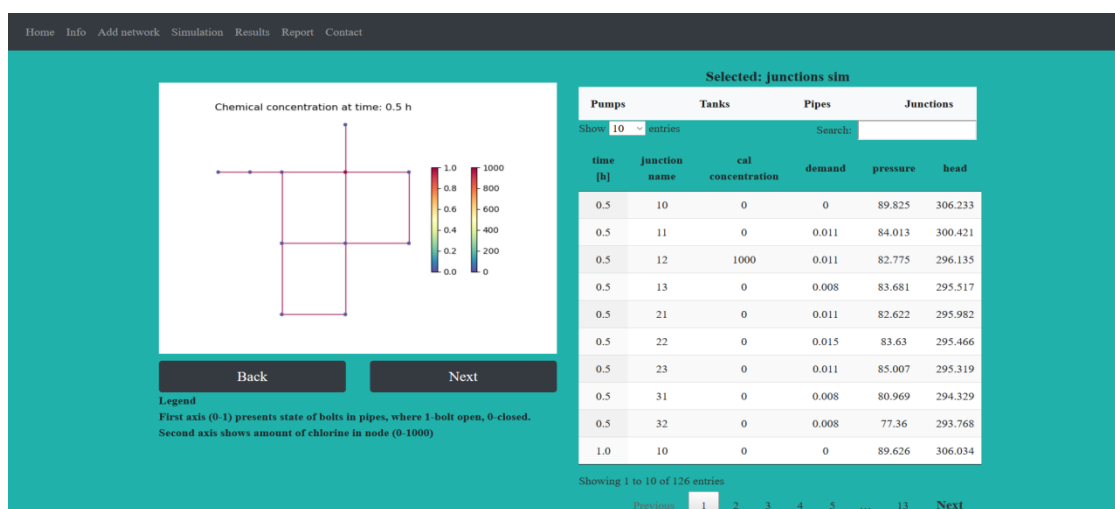 Home Info Add network Simulation Results Report Contact
Chemical concentration at time: 0.5 h
1.0 1000
0.8 800
0.6 600
0.4 400
0.2 200
0.0 0
Back Next
Legend
First axis (0-1) presents state of bolts in pipes, where 1-bolt open, 0-closed.
Second axis shows amount of chlorine in node (0-1000)
Selected: junctions sim
Pumps Tanks Pipes Junctions
Show 10 entries Search:
time [h] junction name cal concentration demand pressure head
0.5 10 0 0 89.825 306.233
0.5 11 0 0.011 84.013 300.421
0.5 12 1000 0.011 82.775 296.135
0.5 13 0 0.008 83.681 295.517
0.5 21 0 0.011 82.622 295.982
0.5 22 0 0.015 83.63 295.466
0.5 23 0 0.011 85.007 295.319
0.5 31 0 0.008 80.969 294.329
0.5 32 0 0.008 77.36 293.768
1.0 10 0 0 89.626 306.034
Showing 1 to 10 of 126 entries
Previous 1 2 3 4 5 ... 13 Next